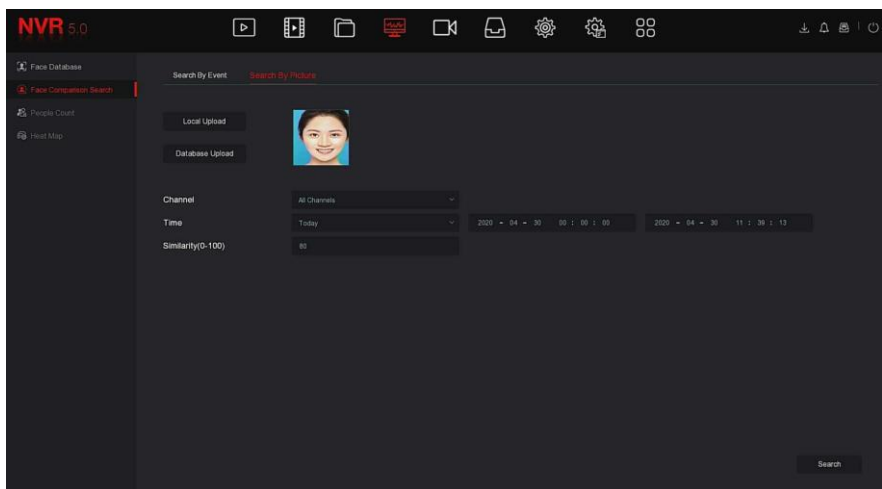 NVR 5.0
Face Database
Face Comparison Search
People Count
Heat Map
Search By Event Search By Picture
Local Upload
Database Upload
Channel All Channels
Time Today 2020 - 04 - 30 00 : 00 : 00 2020 - 04 - 30 11 : 39 : 13
Similarity(0-100) 80
Search